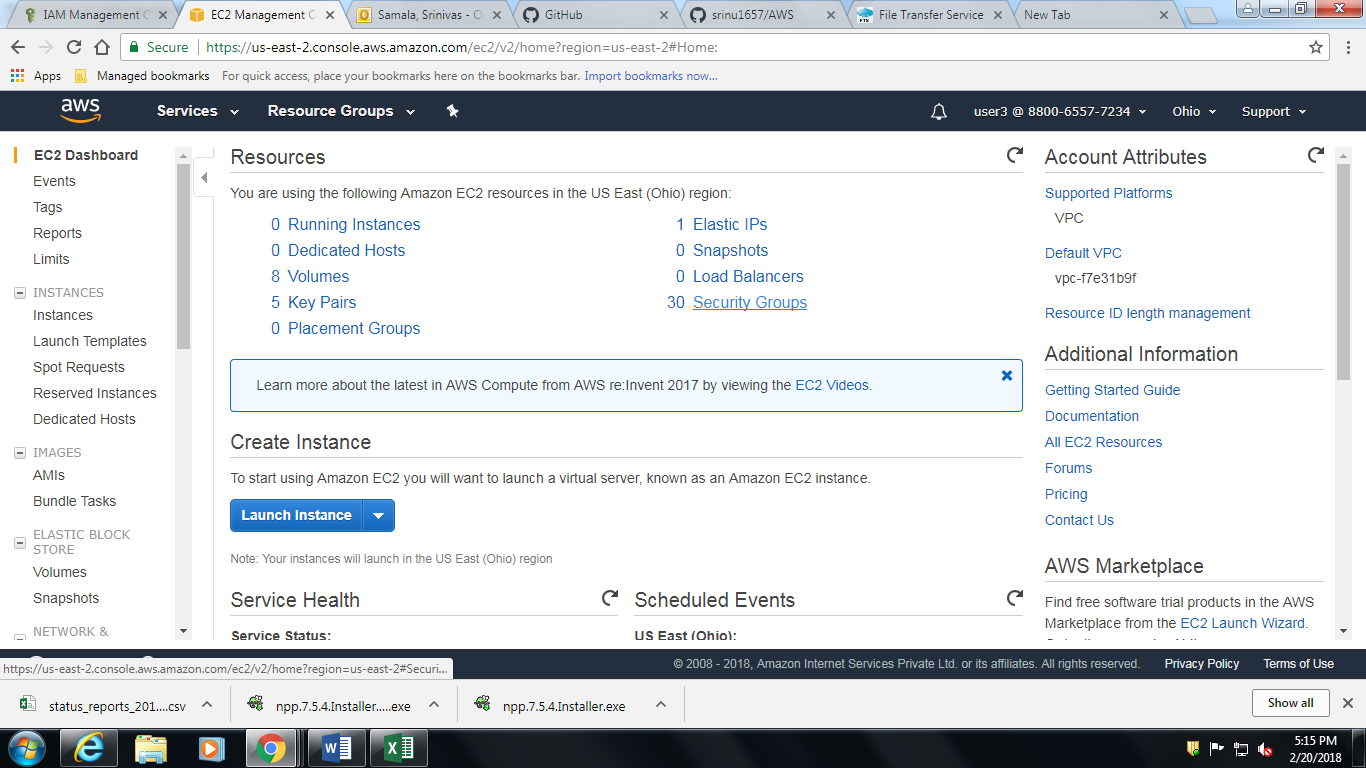 IAM Management C
EC2 Management C
Samala, Srinivas - O
GitHub
srinu1657/AWS
File Transfer Service
New Tab
Secure
https://us-east-2.console.aws.amazon.com/ec2/v2/home?region=us-east-2#Home:
Apps
Managed bookmarks
For quick access, place your bookmarks here on the bookmarks bar. Import bookmarks now...
aws
Services
Resource Groups
user3 @ 8800-6557-7234
Ohio
Support
EC2 Dashboard
Events
Tags
Reports
Limits
INSTANCES
Instances
Launch Templates
Spot Requests
Reserved Instances
Dedicated Hosts
IMAGES
AMIs
Bundle Tasks
ELASTIC BLOCK
STORE
Volumes
Snapshots
NETWORK &
Resources
You are using the following Amazon EC2 resources in the US East (Ohio) region:
0 Running Instances
0 Dedicated Hosts
8 Volumes
5 Key Pairs
0 Placement Groups
1 Elastic IPs
0 Snapshots
0 Load Balancers
30 Security Groups
Learn more about the latest in AWS Compute from AWS re:Invent 2017 by viewing the EC2 Videos.
Create Instance
To start using Amazon EC2 you will want to launch a virtual server, known as an Amazon EC2 instance.
Launch Instance
Note: Your instances will launch in the US East (Ohio) region
Service Health
Service Status:
Scheduled Events
US East (Ohio):
Account Attributes
Supported Platforms
VPC
Default VPC
vpc-f7e31b9f
Resource ID length management
Additional Information
Getting Started Guide
Documentation
All EC2 Resources
Forums
Pricing
Contact Us
AWS Marketplace
Find free software trial products in the AWS
Marketplace from the EC2 Launch Wizard.
https://us-east-2.console.aws.amazon.com/ec2/v2/home?region=us-east-2#Securi...
© 2008 - 2018, Amazon Internet Services Private Ltd. or its affiliates. All rights reserved.
Privacy Policy
Terms of Use
status_reports_201....csv
npp.7.5.4.Installer.....exe
npp.7.5.4.Installer.exe
Show all
5:15 PM
2/20/2018